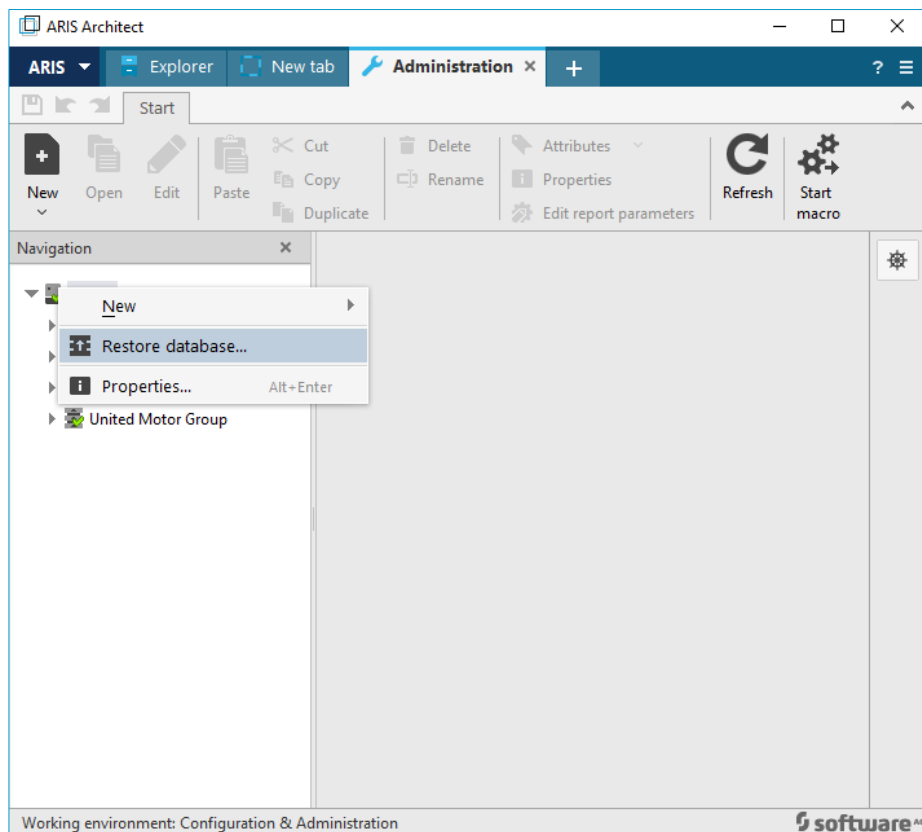 ARIS Architect
ARIS Explorer New tab Administration
Start
New Open Edit Paste Cut Copy Duplicate Delete Rename Attributes Properties Edit report parameters Refresh Start macro
Navigation
New
Restore database...
Properties... Alt+Enter
United Motor Group
Working environment: Configuration & Administration
software AG